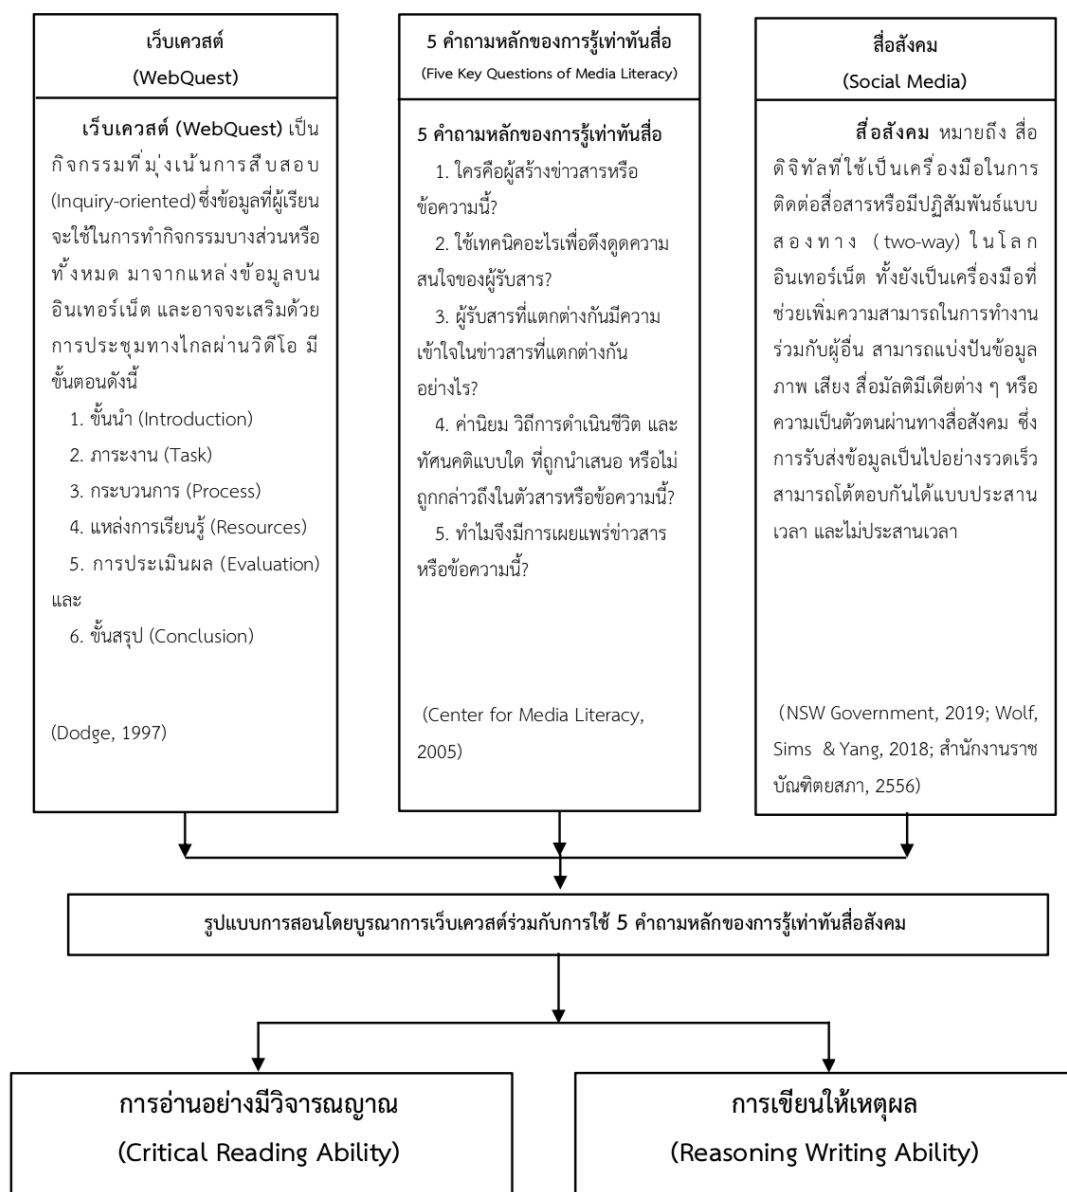 เว็บเควสต์
(WebQuest)
เว็บเควสต์ (WebQuest) เป็น
กิจกรรมที่มุ่งเน้นการสืบสอบ
(Inquiry-oriented) ซึ่งข้อมูลที่ผู้เรียน
จะใช้ในการทำกิจกรรมบางส่วนหรือ
ทั้งหมด มาจากแหล่งข้อมูลบน
อินเทอร์เน็ต และอาจจะเสริมด้วย
การประชุมทางไกลผ่านวิดีโอ มี
ขั้นตอนดังนี้
1. ขั้นนำ (Introduction)
2. ภาระงาน (Task)
3. กระบวนการ (Process)
4. แหล่งการเรียนรู้ (Resources)
5. การประเมินผล (Evaluation)
และ
6. ขั้นสรุป (Conclusion)
(Dodge, 1997)
5 คำถามหลักของการรู้เท่าทันสื่อ
(Five Key Questions of Media Literacy)
5 คำถามหลักของการรู้เท่าทันสื่อ
1. ใครคือผู้สร้างข่าวสารหรือ
ข้อความนี้?
2. ใช้เทคนิคอะไรเพื่อดึงดูดความ
สนใจของผู้รับสาร?
3. ผู้รับสารที่แตกต่างกันมีความ
เข้าใจในข่าวสารที่แตกต่างกัน
อย่างไร?
4. ค่านิยม วิถีการดำเนินชีวิต และ
ทัศนคติแบบใด ที่ถูกนำเสนอ หรือไม่
ถูกกล่าวถึงในตัวสารหรือข้อความนี้?
5. ทำไมจึงมีการเผยแพร่ข่าวสาร
หรือข้อความนี้?
(Center for Media Literacy,
2005)
สื่อสังคม
(Social Media)
สื่อสังคม หมายถึง สื่อ
ดิจิทัลที่ใช้เป็นเครื่องมือในการ
ติดต่อสื่อสารหรือมีปฏิสัมพันธ์แบบ
สองทาง (two-way) ในโลก
อินเทอร์เน็ต ทั้งยังเป็นเครื่องมือที่
ช่วยเพิ่มความสามารถในการทำงาน
ร่วมกับผู้อื่น สามารถแบ่งปันข้อมูล
ภาพ เสียง สื่อมัลติมีเดียต่าง ๆ หรือ
ความเป็นตัวตนผ่านทางสื่อสังคม ซึ่ง
การรับส่งข้อมูลเป็นไปอย่างรวดเร็ว
สามารถโต้ตอบกันได้แบบประสาน
เวลา และไม่ประสานเวลา
(NSW Government, 2019; Wolf,
Sims & Yang, 2018; สำนักงานราช
บัณฑิตยสภา, 2556)
รูปแบบการสอนโดยบูรณาการเว็บเควสต์ร่วมกับการใช้ 5 คำถามหลักของการรู้เท่าทันสื่อสังคม
การอ่านอย่างมีวิจารณญาณ
(Critical Reading Ability)
การเขียนให้เหตุผล
(Reasoning Writing Ability)